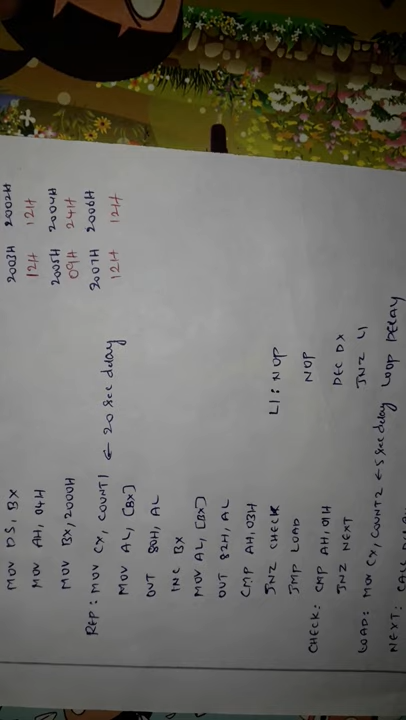 MOV DS, BX 2003H 2002H
MOV AH, 04H 12H 12H
MOV BX, 2000H 2005H 2004H
09H 24H
REP: MOV CX, COUNT1 ← 20 sec delay 2007H 2006H
MOV AL, [BX] 12H 12H
OUT 80H, AL
INC BX
MOV AL, [BX]
OUT 82H, AL
CMP AH, 03H
JNZ CHECK L1: NOP
JMP LOAD
CHECK: CMP AH, 01H NOP
JNZ NEXT DEC DX
LOAD: MOV CX, COUNT2 ← 5 sec delay JNZ L1
NEXT: CALL LOOP DELAY